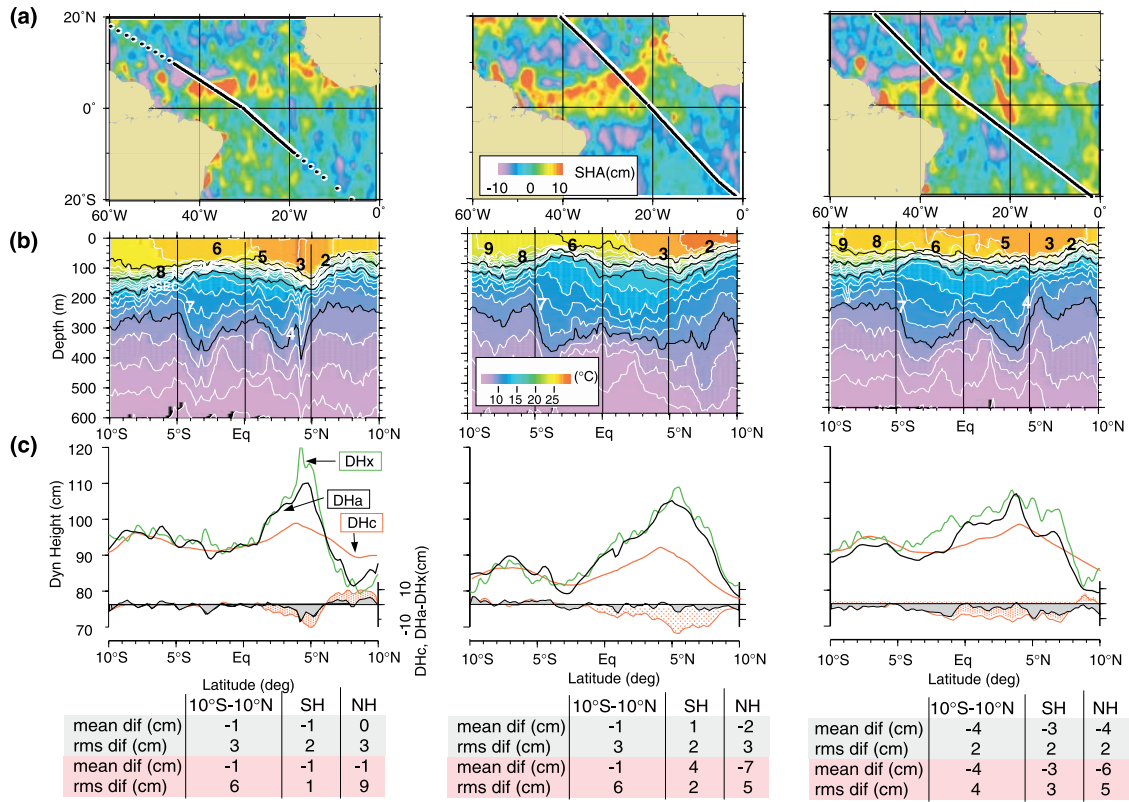 (a)
20˚N
0˚
20˚S
60˚W 40˚W 20˚W 0˚
60˚W 40˚W 20˚W 0˚
60˚W 40˚W 20˚W 0˚
SHA(cm)
-10 0 10
(b)
0
100
200
300
400
500
600
Depth (m)
8 7 6 5 4 3 2
9 8 7 6 3 2
9 8 7 6 5 4 3 2
(°C)
10 15 20 25
10°S 5°S Eq 5°N 10°N
10°S 5°S Eq 5°N 10°N
10°S 5°S Eq 5°N 10°N
(c)
120
110
100
90
80
70
Dyn Height (cm)
DHx
DHa
DHc
10
-10
DHc, DHa-DHx(cm)
10°S 5°S Eq 5°N 10°N
10°S 5°S Eq 5°N 10°N
10°S 5°S Eq 5°N 10°N
Latitude (deg)
Latitude (deg)
Latitude (deg)
10°S-10°N SH NH
mean dif (cm) -1 -1 0
rms dif (cm) 3 2 3
mean dif (cm) -1 -1 -1
rms dif (cm) 6 1 9
10°S-10°N SH NH
mean dif (cm) -1 1 -2
rms dif (cm) 3 2 3
mean dif (cm) -1 4 -7
rms dif (cm) 6 2 5
10°S-10°N SH NH
mean dif (cm) -4 -3 -4
rms dif (cm) 2 2 2
mean dif (cm) -4 -3 -6
rms dif (cm) 4 3 5